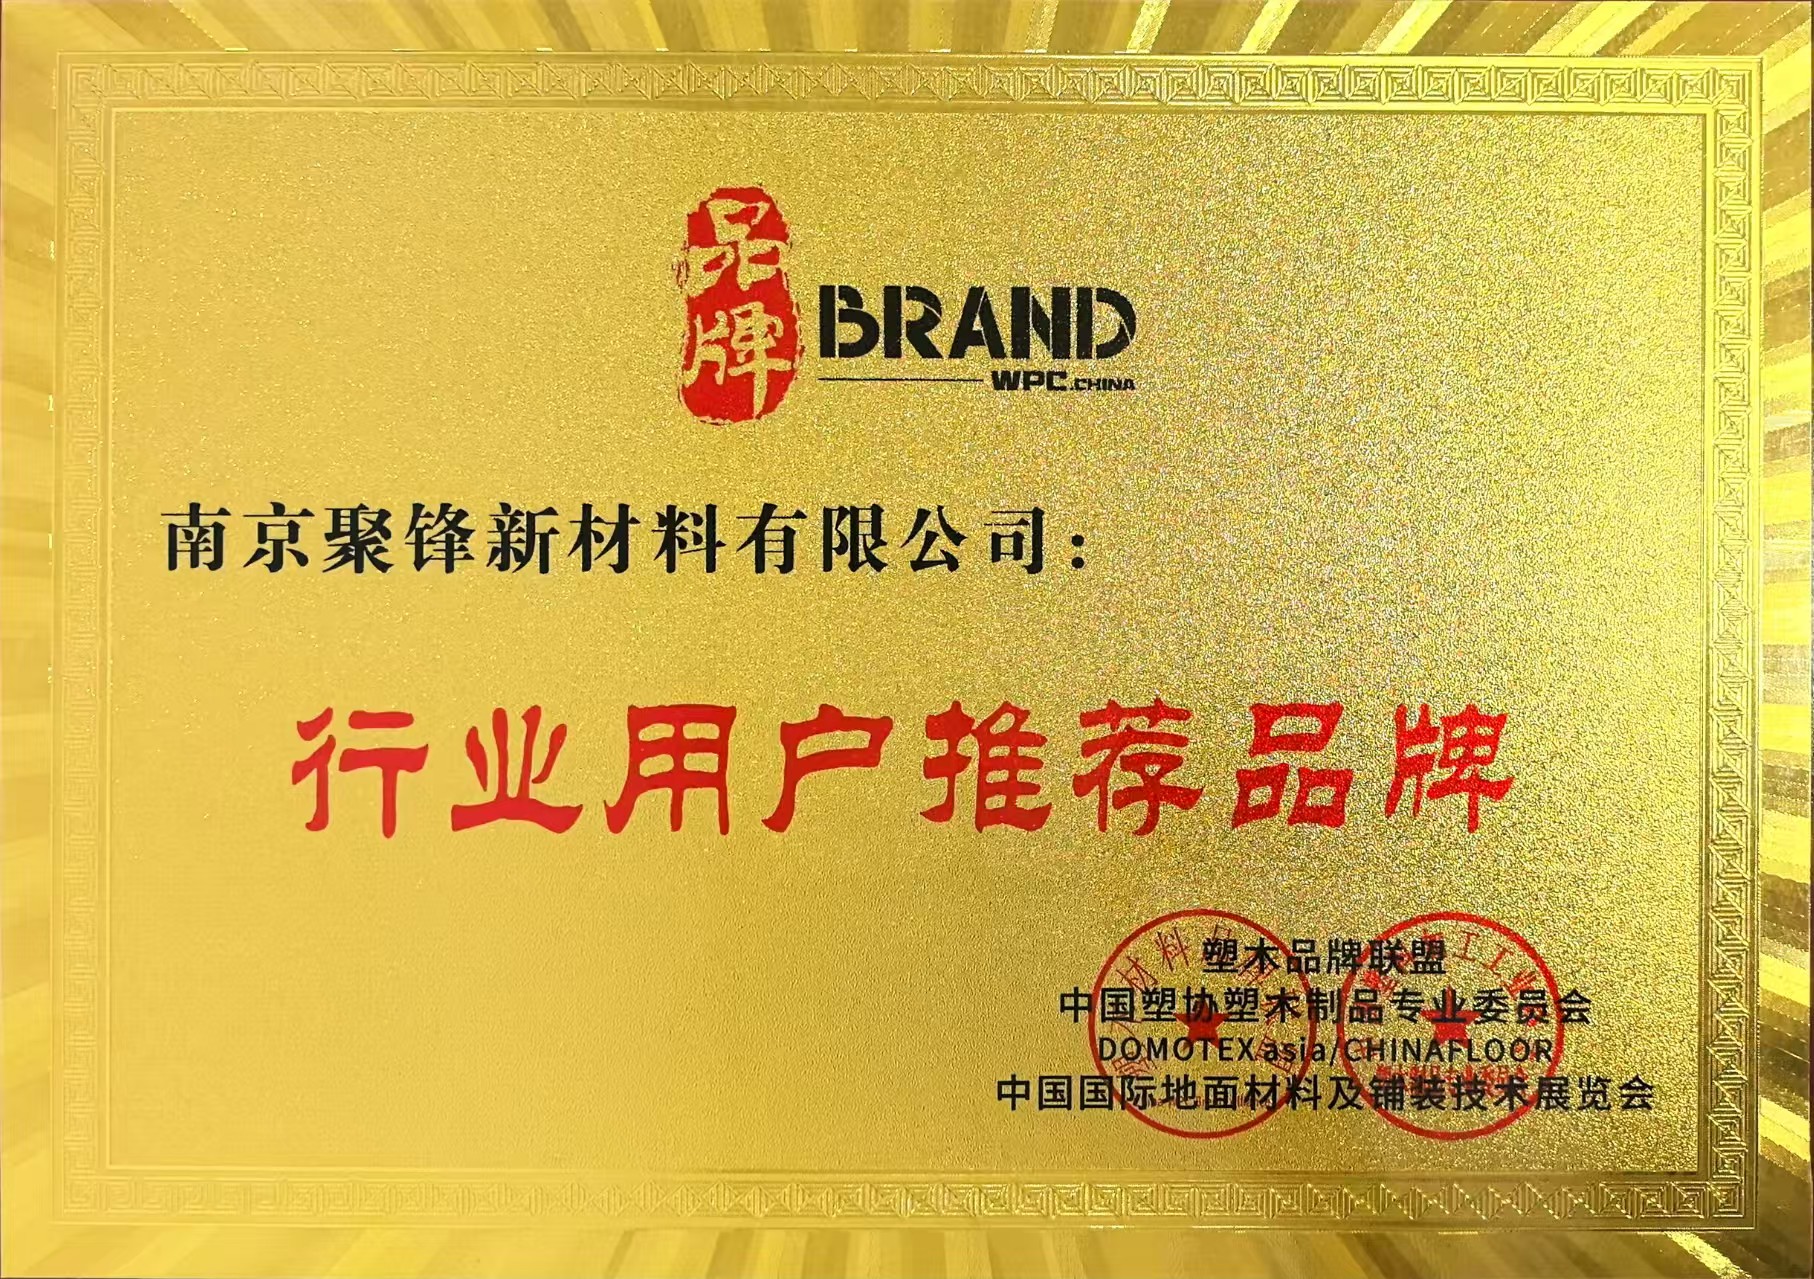 品牌
BRAND
WPC.CHINA
南京聚锋新材料有限公司：
行业用户推荐品牌
塑木品牌联盟
中国塑协塑木制品专业委员会
DOMOTEX asia/CHINAFLOOR
中国国际地面材料及铺装技术展览会